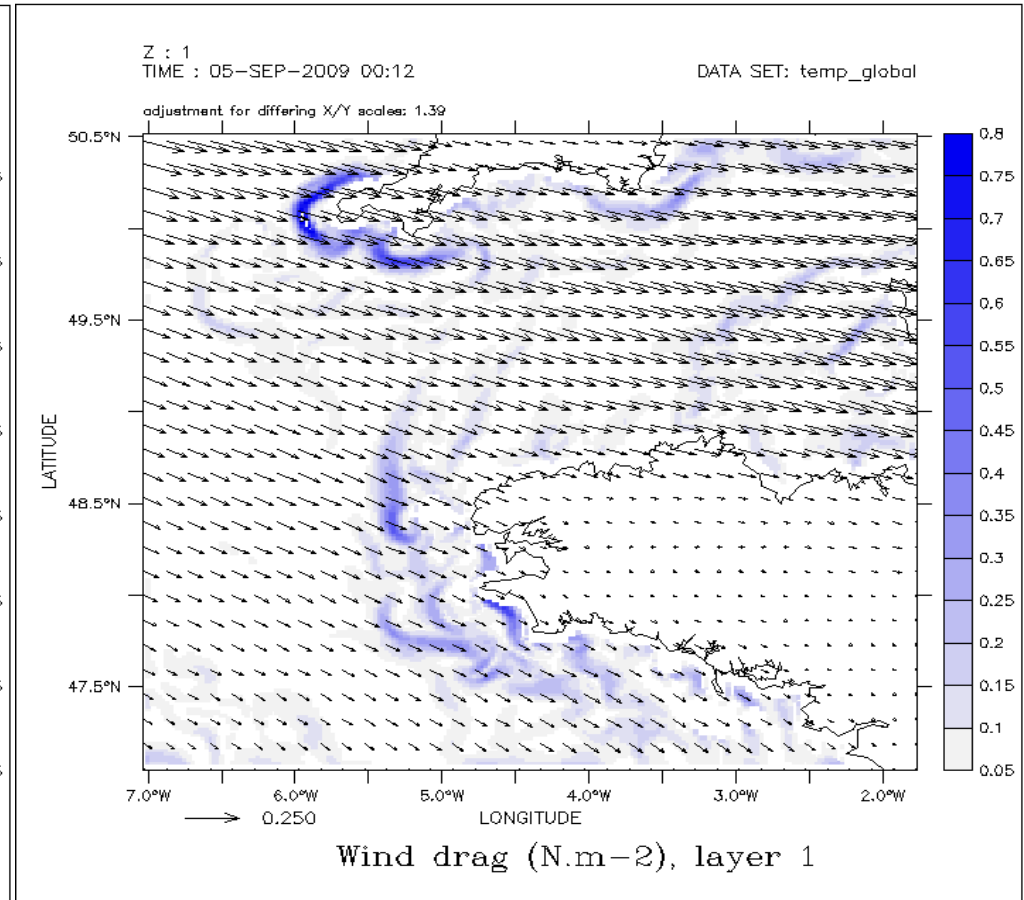 Z : 1
TIME : 05-SEP-2009 00:12
DATA SET: temp_global
adjustment for differing X/Y scales: 1.39
50.5°N
49.5°N
48.5°N
47.5°N
LATITUDE
7.0°W
6.0°W
5.0°W
4.0°W
3.0°W
2.0°W
0.250
LONGITUDE
0.8
0.75
0.7
0.65
0.6
0.55
0.5
0.45
0.4
0.35
0.3
0.25
0.2
0.15
0.1
0.05
Wind drag (N.m-2), layer 1